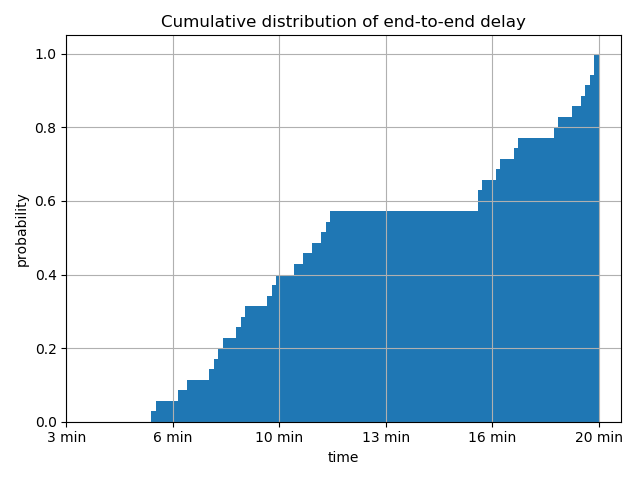 Cumulative distribution of end-to-end delay
1.0
0.8
0.6
0.4
0.2
0.0
probability
3 min 6 min 10 min 13 min 16 min 20 min
time